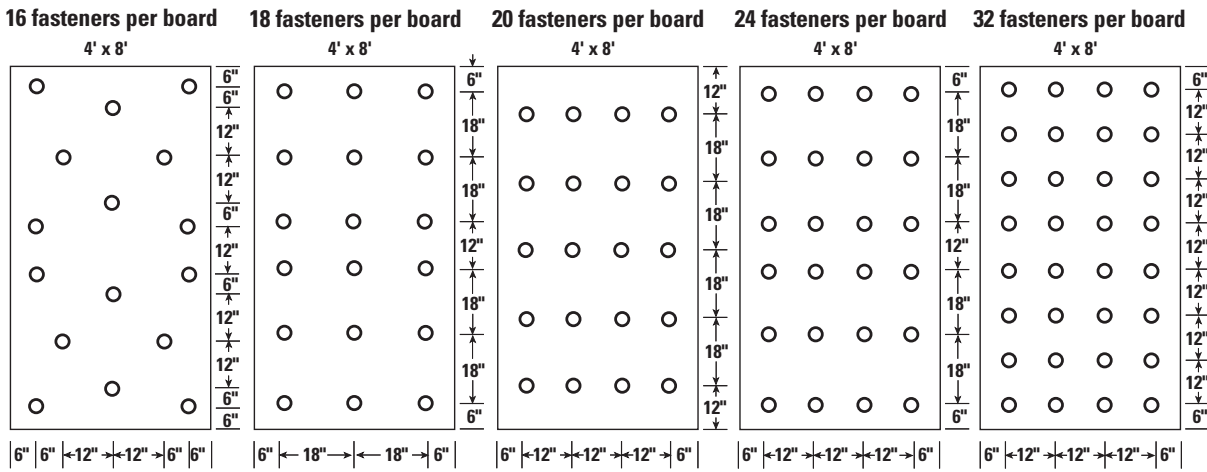 16 fasteners per board
4' x 8'
6"
6"
12"
12"
6"
12"
6"
12"
12"
6"
6"
6" 6" 12" 12" 6" 6"
18 fasteners per board
4' x 8'
6"
18"
18"
12"
18"
18"
6"
6" 18" 18" 6"
20 fasteners per board
4' x 8'
12"
18"
18"
18"
18"
12"
6" 12" 12" 12" 6"
24 fasteners per board
4' x 8'
6"
18"
18"
12"
18"
18"
6"
6" 12" 12" 12" 6"
32 fasteners per board
4' x 8'
6"
12"
12"
12"
12"
12"
12"
12"
6"
6" 12" 12" 12" 6"